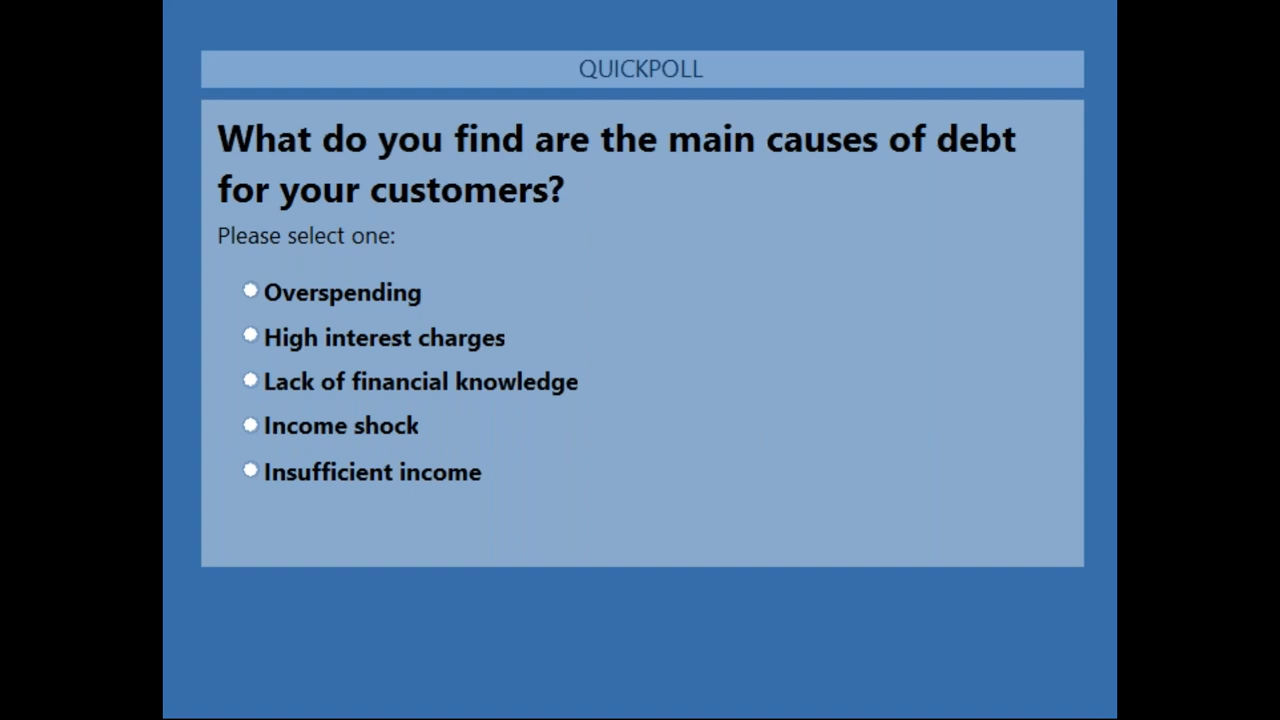 QUICKPOLL
What do you find are the main causes of debt
for your customers?
Please select one:
Overspending
High interest charges
Lack of financial knowledge
Income shock
Insufficient income